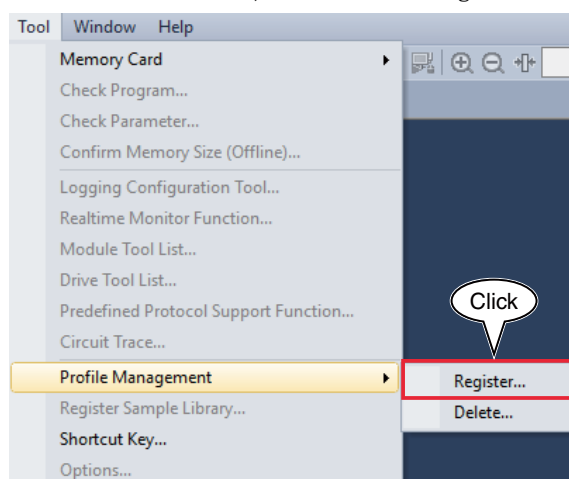 Tool Window Help
Memory Card
Check Program...
Check Parameter...
Confirm Memory Size (Offline)...
Logging Configuration Tool...
Realtime Monitor Function...
Module Tool List...
Drive Tool List...
Predefined Protocol Support Function...
Circuit Trace...
Click
Profile Management
Register...
Register Sample Library...
Delete...
Shortcut Key...
Options...